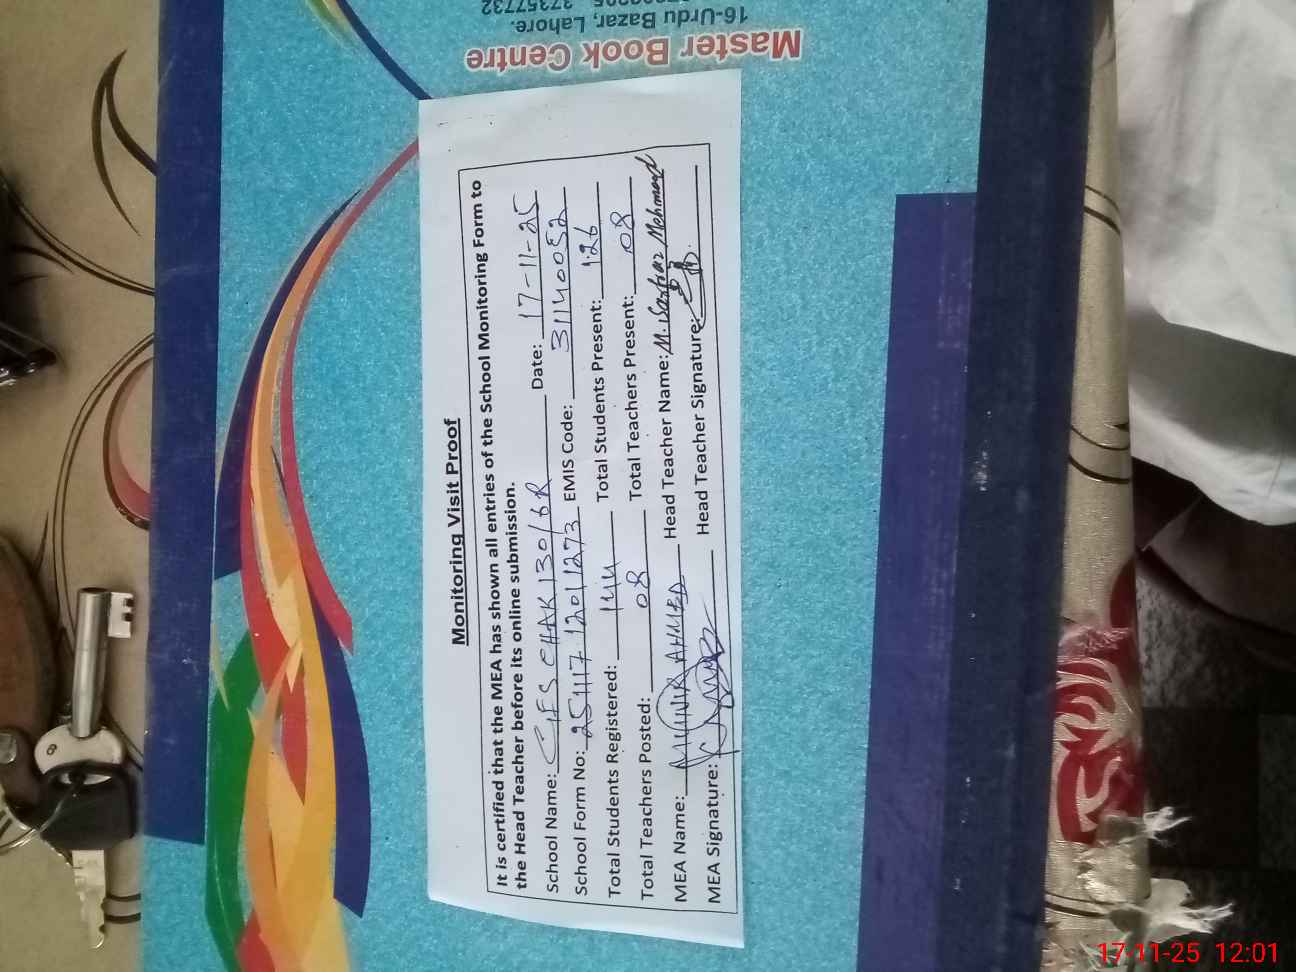 Monitoring Visit Proof
It is certified that the MEA has shown all entries of the School Monitoring Form to
the Head Teacher before its online submission.
School Name: GES CHAK 130/6R Date: 17-11-25
School Form No: 25111712011273 EMIS Code: 31140052
Total Students Registered: 144 Total Students Present: 126
Total Teachers Posted: 08 Total Teachers Present: 08
MEA Name: MUNIR AHMED Head Teacher Name: M. Sarfraz Mehmood
MEA Signature: Head Teacher Signature:
Master Book Centre
16-Urdu Bazar, Lahore.
37357732
17-11-25 12:01